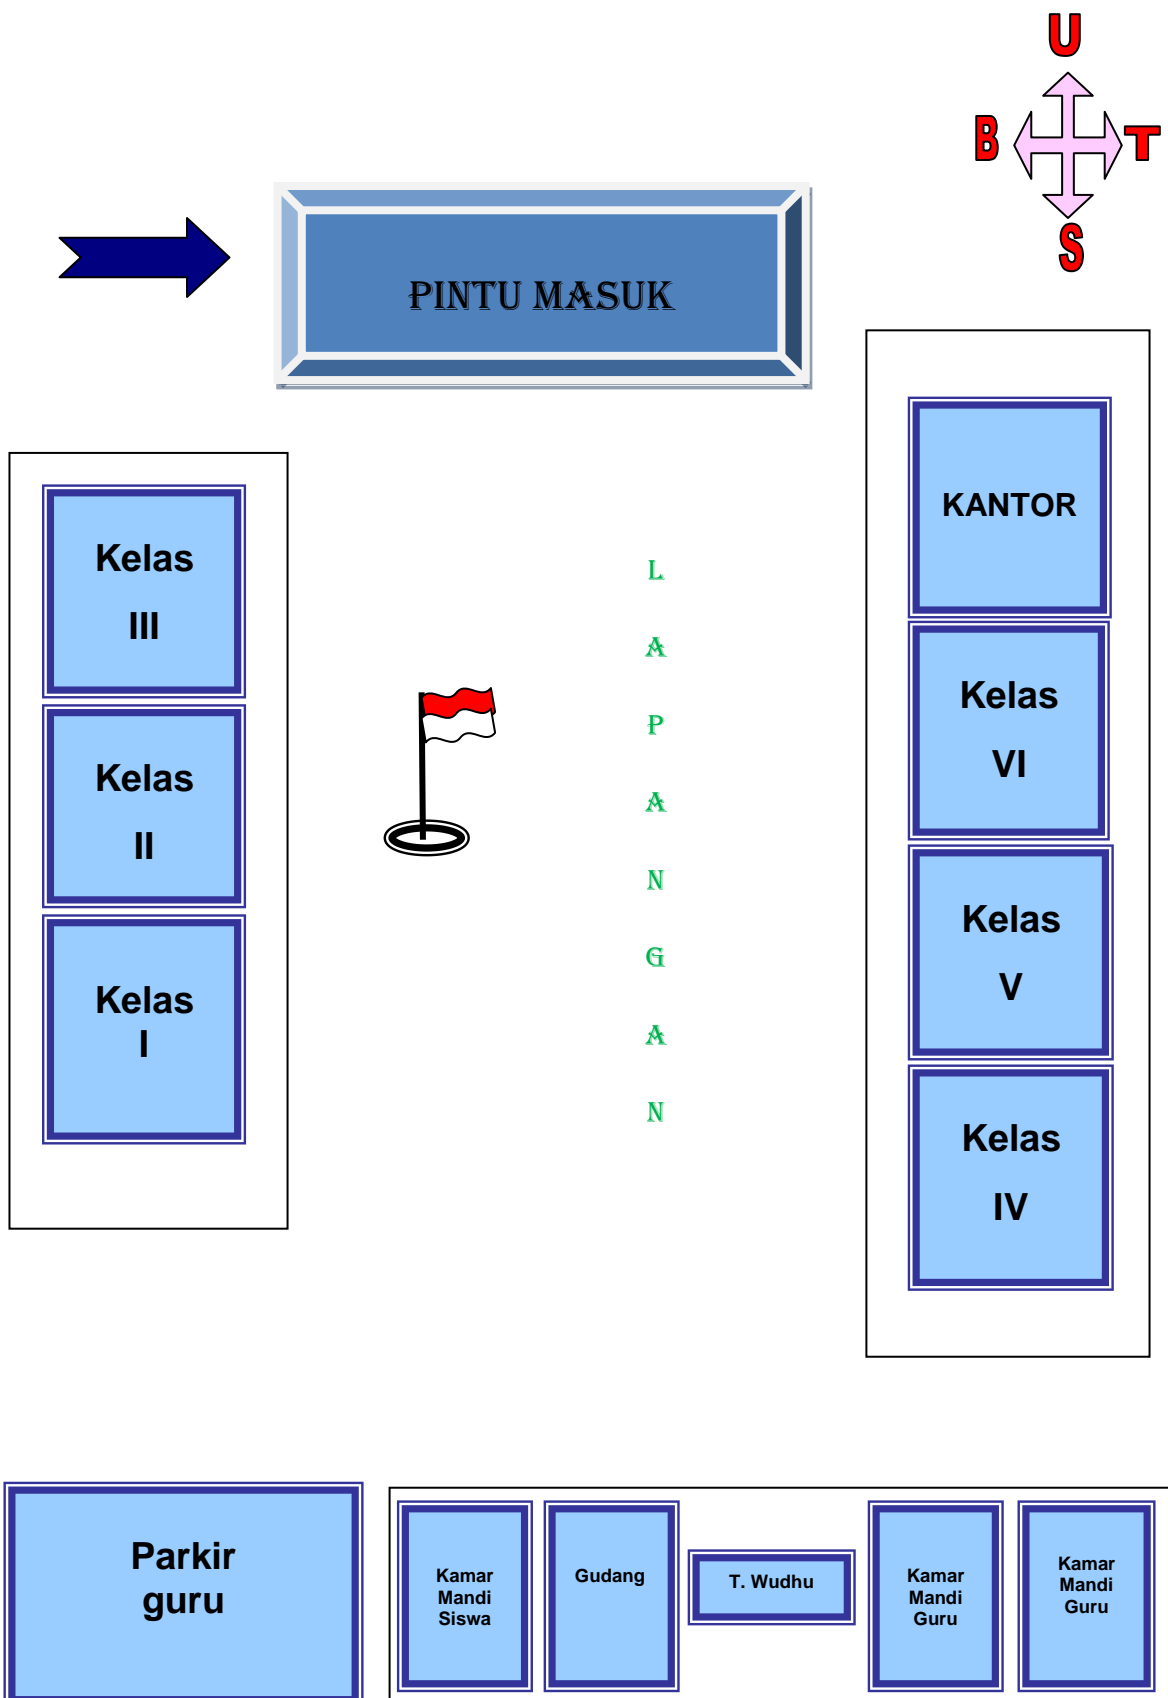 U
B
T
S
PINTU MASUK
KANTOR
Kelas
III
Kelas
VI
Kelas
II
Kelas
V
Kelas
I
Kelas
IV
L
A
P
A
N
G
A
N
Parkir
guru
Kamar
Mandi
Siswa
Gudang
T. Wudhu
Kamar
Mandi
Guru
Kamar
Mandi
Guru